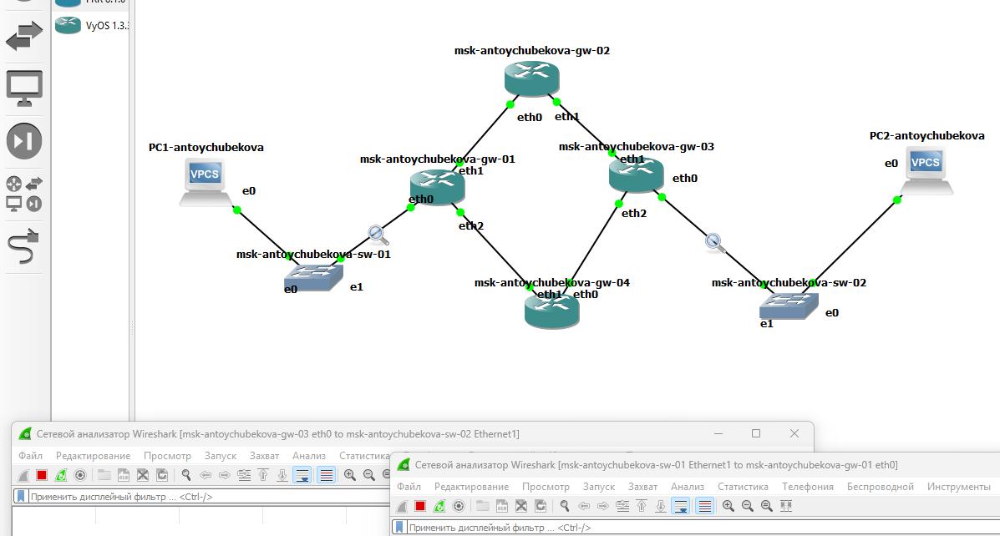 VyOS 1.3.
msk-antoychubekova-gw-02
eth0
eth1
PC1-antoychubekova
VPCS
e0
msk-antoychubekova-gw-01
eth1
eth0
eth2
msk-antoychubekova-gw-03
eth1
eth0
eth2
PC2-antoychubekova
e0
VPCS
msk-antoychubekova-sw-01
e0
e1
msk-antoychubekova-gw-04
eth1
eth0
msk-antoychubekova-sw-02
e0
e1
Сетевой анализатор Wireshark [msk-antoychubekova-gw-03 eth0 to msk-antoychubekova-sw-02 Ethernet1]
Файл Редактирование Просмотр Запуск Захват Анализ Статистика
Применить дисплейный фильтр ... <Ctrl-/>
Сетевой анализатор Wireshark [msk-antoychubekova-sw-01 Ethernet1 to msk-antoychubekova-gw-01 eth0]
Файл Редактирование Просмотр Запуск Захват Анализ Статистика Телефония Беспроводной Инструменты
Применить дисплейный фильтр ... <Ctrl-/>